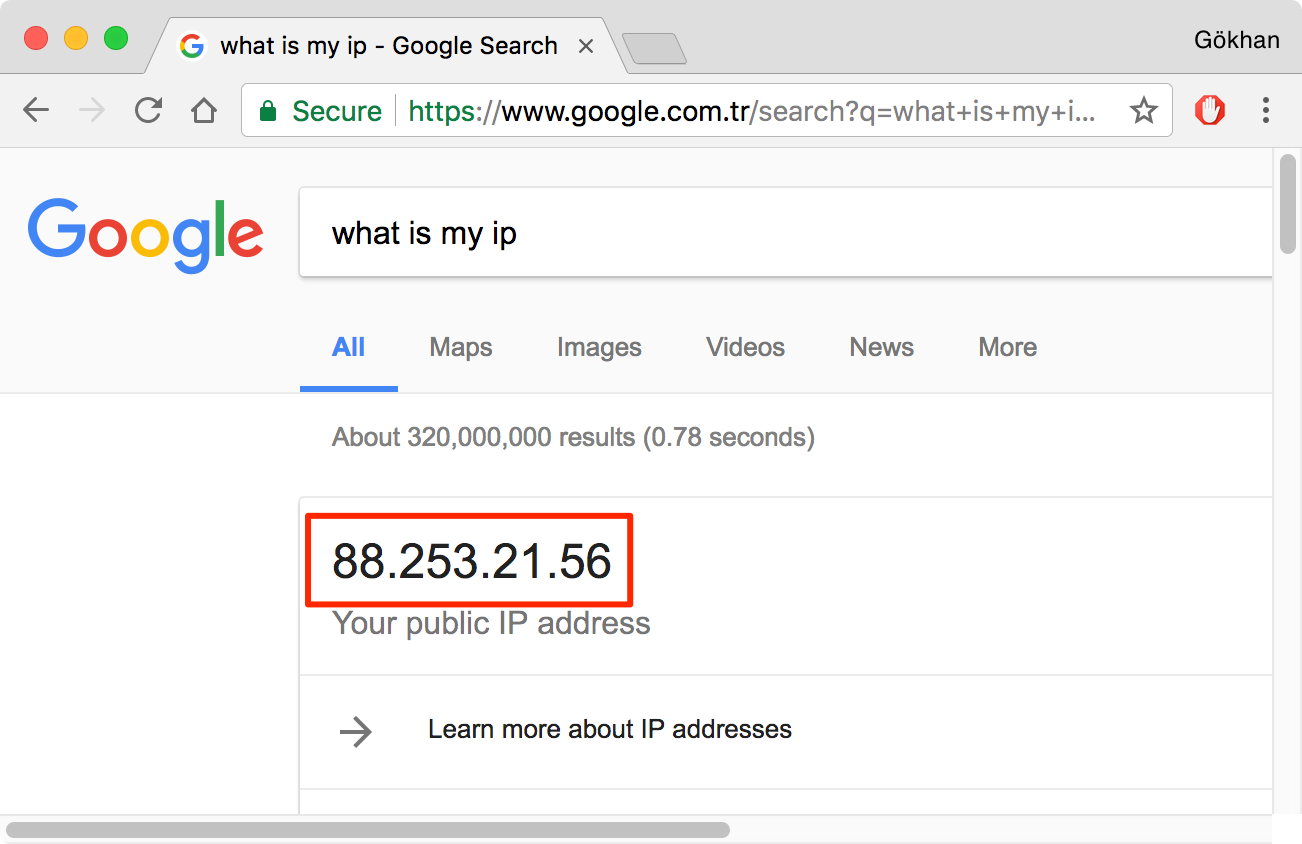 what is my ip - Google Search
Gökhan
Secure https://www.google.com.tr/search?q=what+is+my+i...
Google
what is my ip
All Maps Images Videos News More
About 320,000,000 results (0.78 seconds)
88.253.21.56
Your public IP address
Learn more about IP addresses